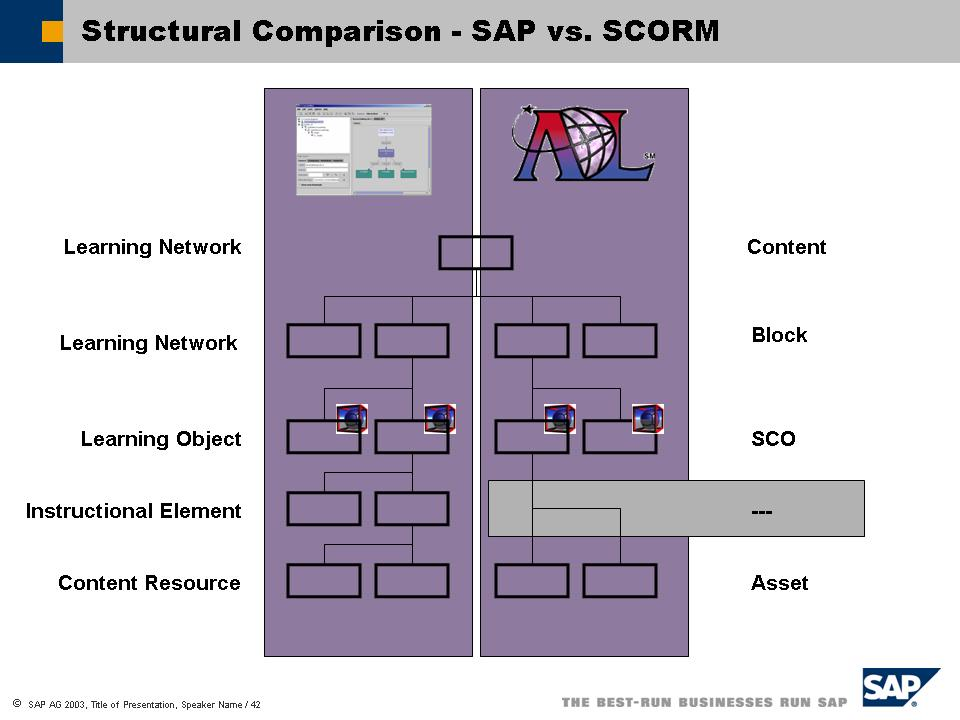 Structural Comparison - SAP vs. SCORM
AL SM
Learning Network
Content
Learning Network
Block
Learning Object
SCO
Instructional Element
---
Content Resource
Asset
© SAP AG 2003, Title of Presentation, Speaker Name / 42
THE BEST-RUN BUSINESSES RUN SAP
SAP